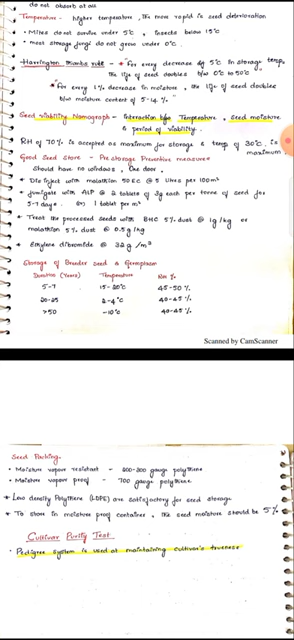 do not absorb at all
Temperature - higher temperature, the more rapid is seed deterioration
• Mites do not survive under 5°C, insects below 15°C
• most storage fungi do not grow under 0°C.
Harrington thumbs rule - * For every decrease of 5°C in storage temp, the life of seed doubles b/w 0°C to 50°C
* For every 1% decrease in moisture, the life of seed doubles
b/w moisture content of 5-14%
Seed viability Nomograph - Interaction b/w Temperature, seed moisture
& period of viability.
RH of 70% is accepted as maximum for storage & temp of 30°C is maximum
Good Seed Store - Pre storage Preventive measures
Should have no windows, One door.
* Disinfect with malathion 50 EC @ 5 litres per 100m²
* fumigate with AlP @ 2 tablets of 3g each per tonne of seed for
5-7 days. (or) 1 tablet per m³
* Treat the processed seeds with BHC 5% dust @ 1g/kg or
malathion 5% dust @ 0.5g/kg
* Ethylene dibromide @ 32g/m³
Storage of Breeder seed & Germplasm
Duration (Years) Temperature RH %
5-7 15-20°C 45-50%
20-25 2-4°C 40-45%
>50 -10°C 40-45%
Scanned by CamScanner
Seed Packing
• Moisture vapour resistant - 200-300 gauge polythene
• Moisture vapour proof - 700 gauge polythene
* Low density Polythene (LDPE) are satisfactory for seed storage
* To store in moisture proof container, the seed moisture should be 5%
Cultivar Purity Test
• Pedigree system is used at maintaining cultivar's trueness